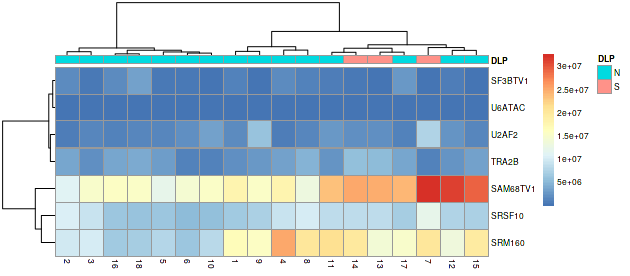 DLP
DLP
N
S
SF3BTV1
U6ATAC
U2AF2
TRA2B
SAM68TV1
SRSF10
SRM160
3e+07
2.5e+07
2e+07
1.5e+07
1e+07
5e+06
2 3 16 18 5 6 10 1 9 4 8 11 14 13 17 7 12 15